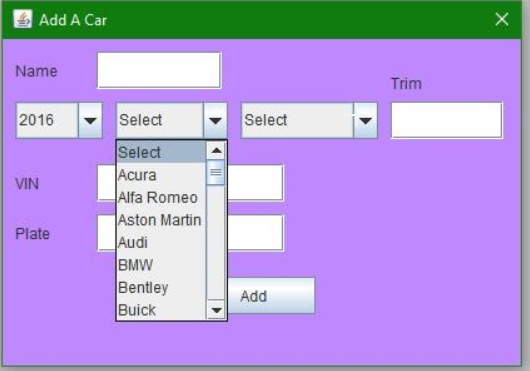 Add A Car
Name
Trim
2016 Select Select
Select
Acura
Alfa Romeo
Aston Martin
Audi
BMW
Bentley
Buick
VIN
Plate
Add